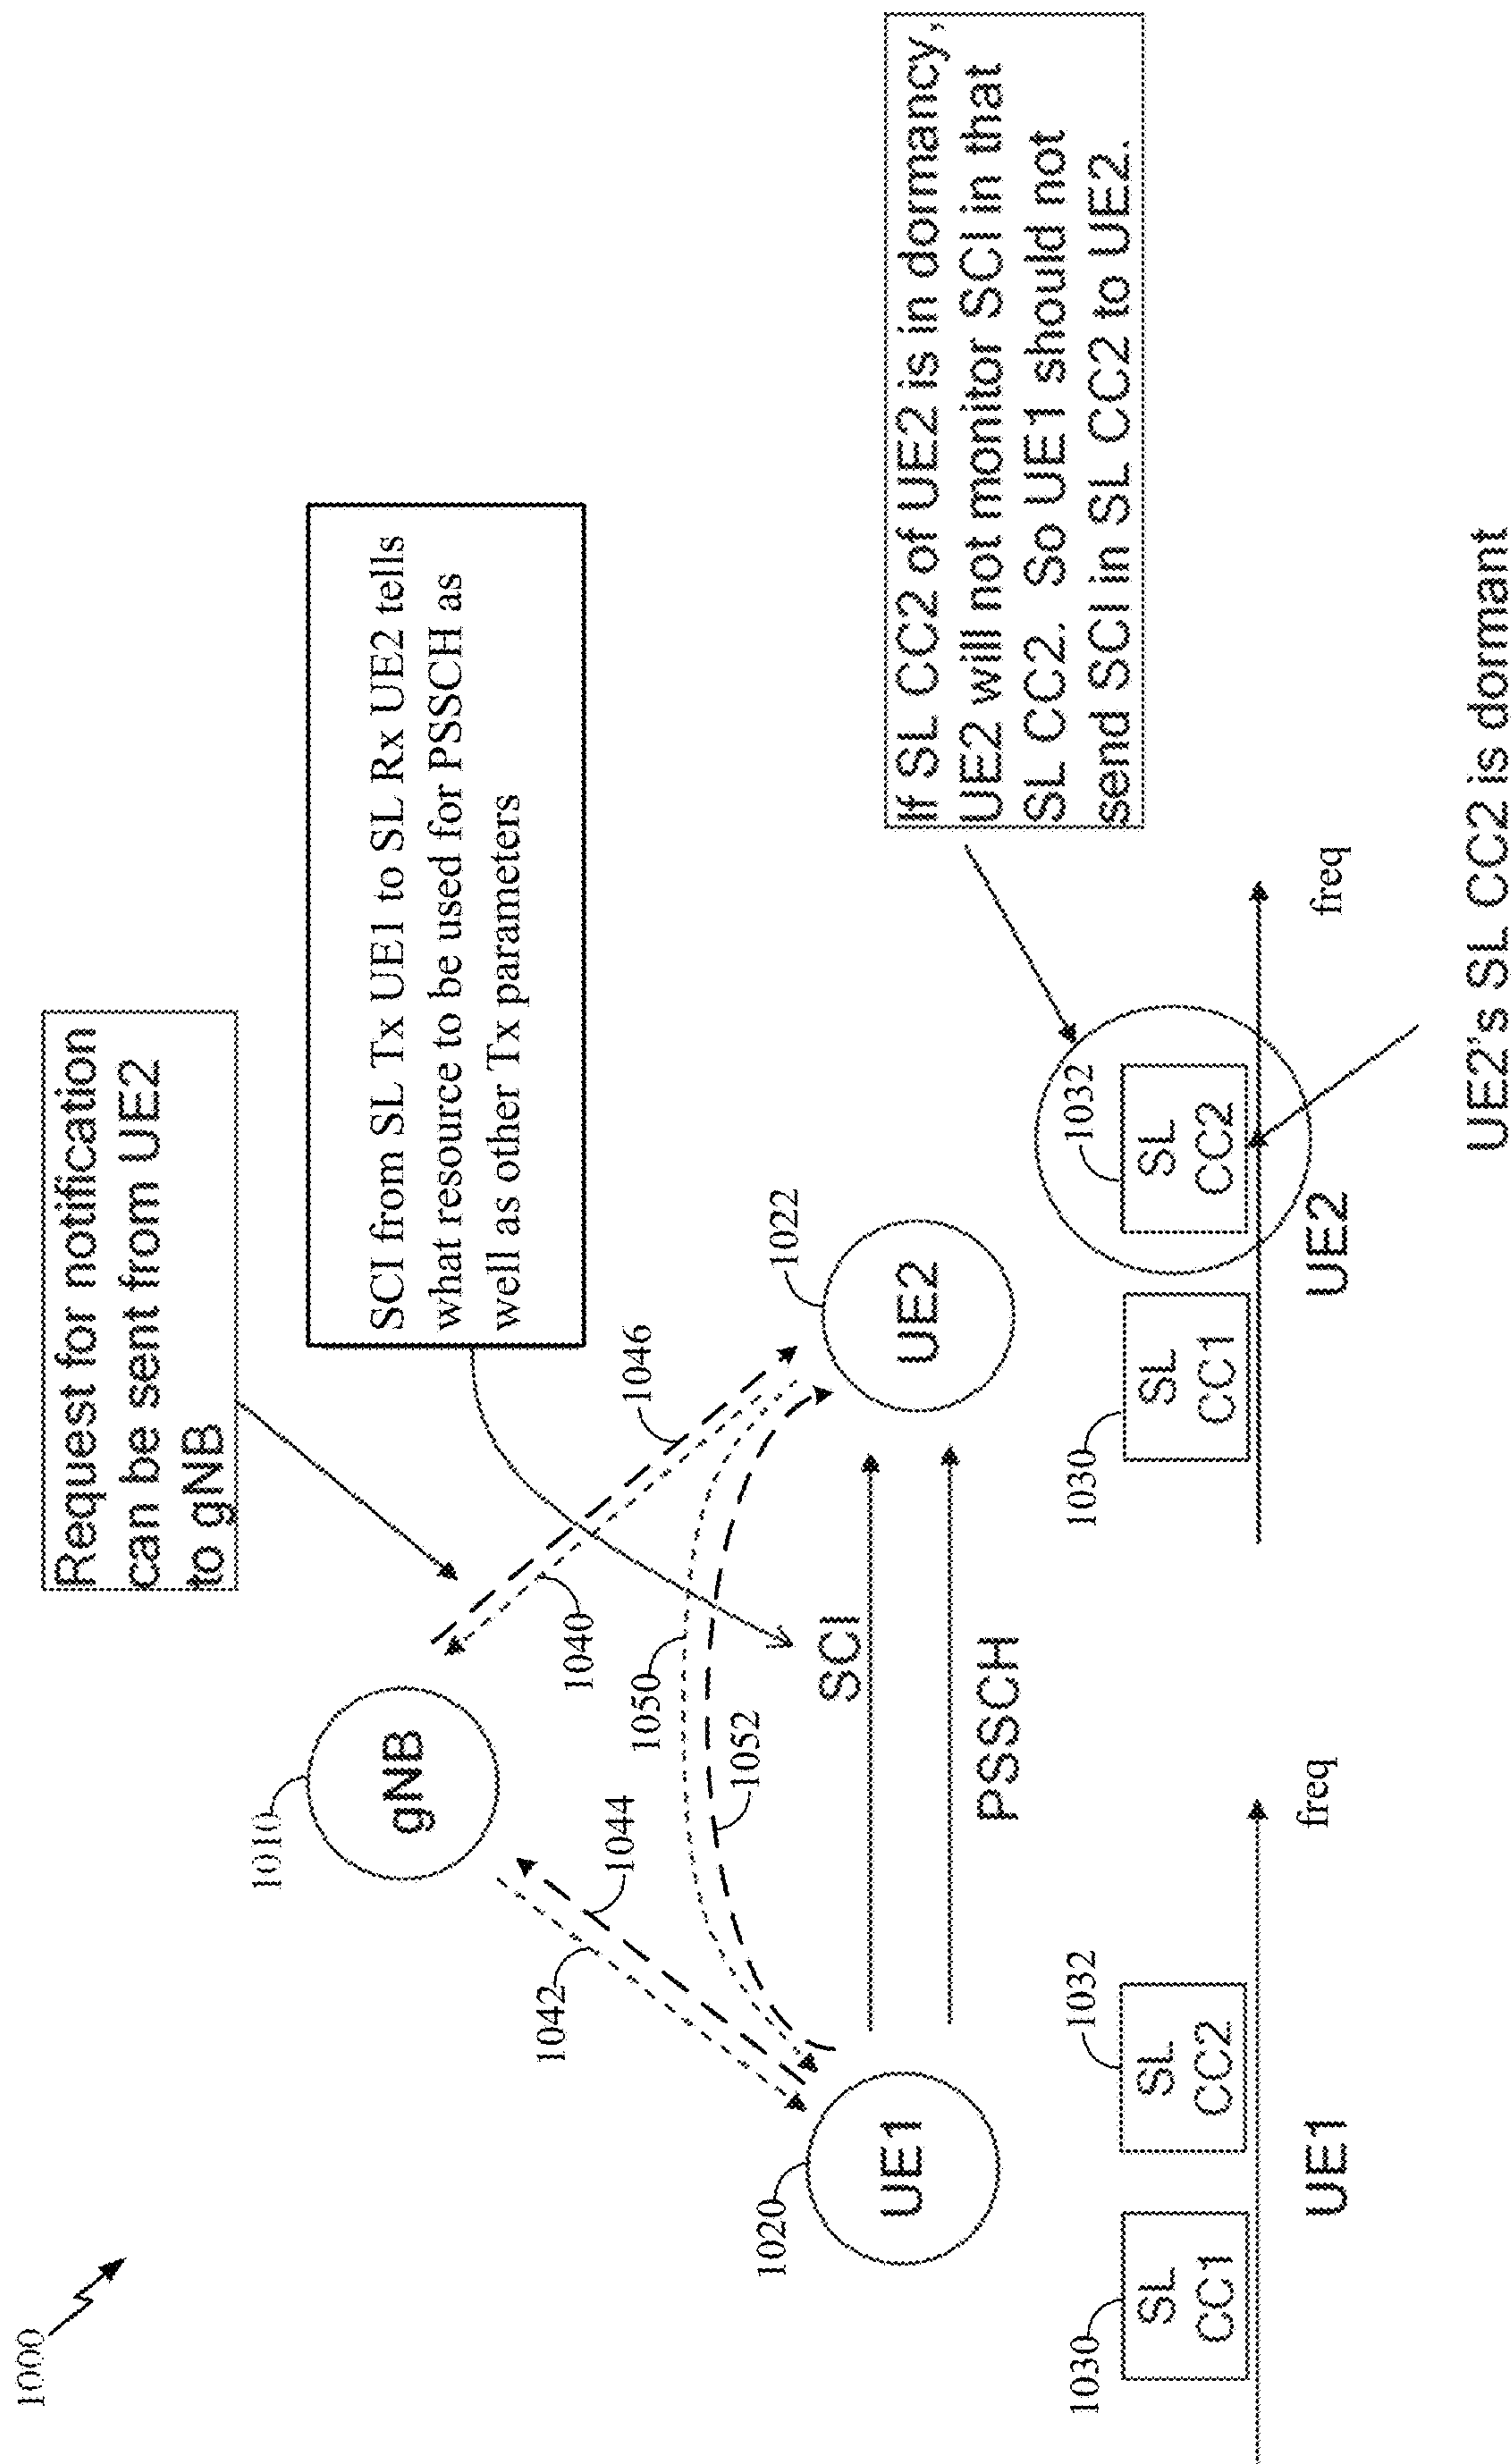 1000
Request for notification
can be sent from UE2
to gNB
SCI from SL Tx UE1 to SL Rx UE2 tells
what resource to be used for PSSCH as
well as other Tx parameters
1010
gNB
1042
1044
1040
1046
1050
1052
1020
UE1
SCI
PSSCH
1022
UE2
If SL CC2 of UE2 is in dormancy,
UE2 will not monitor SCI in that
SL CC2. So UE1 should not
send SCI in SL CC2 to UE2.
1030
SL
CC1
1032
SL
CC2
freq
UE1
1030
SL
CC1
1032
SL
CC2
freq
UE2
UE2's SL CC2 is dormant